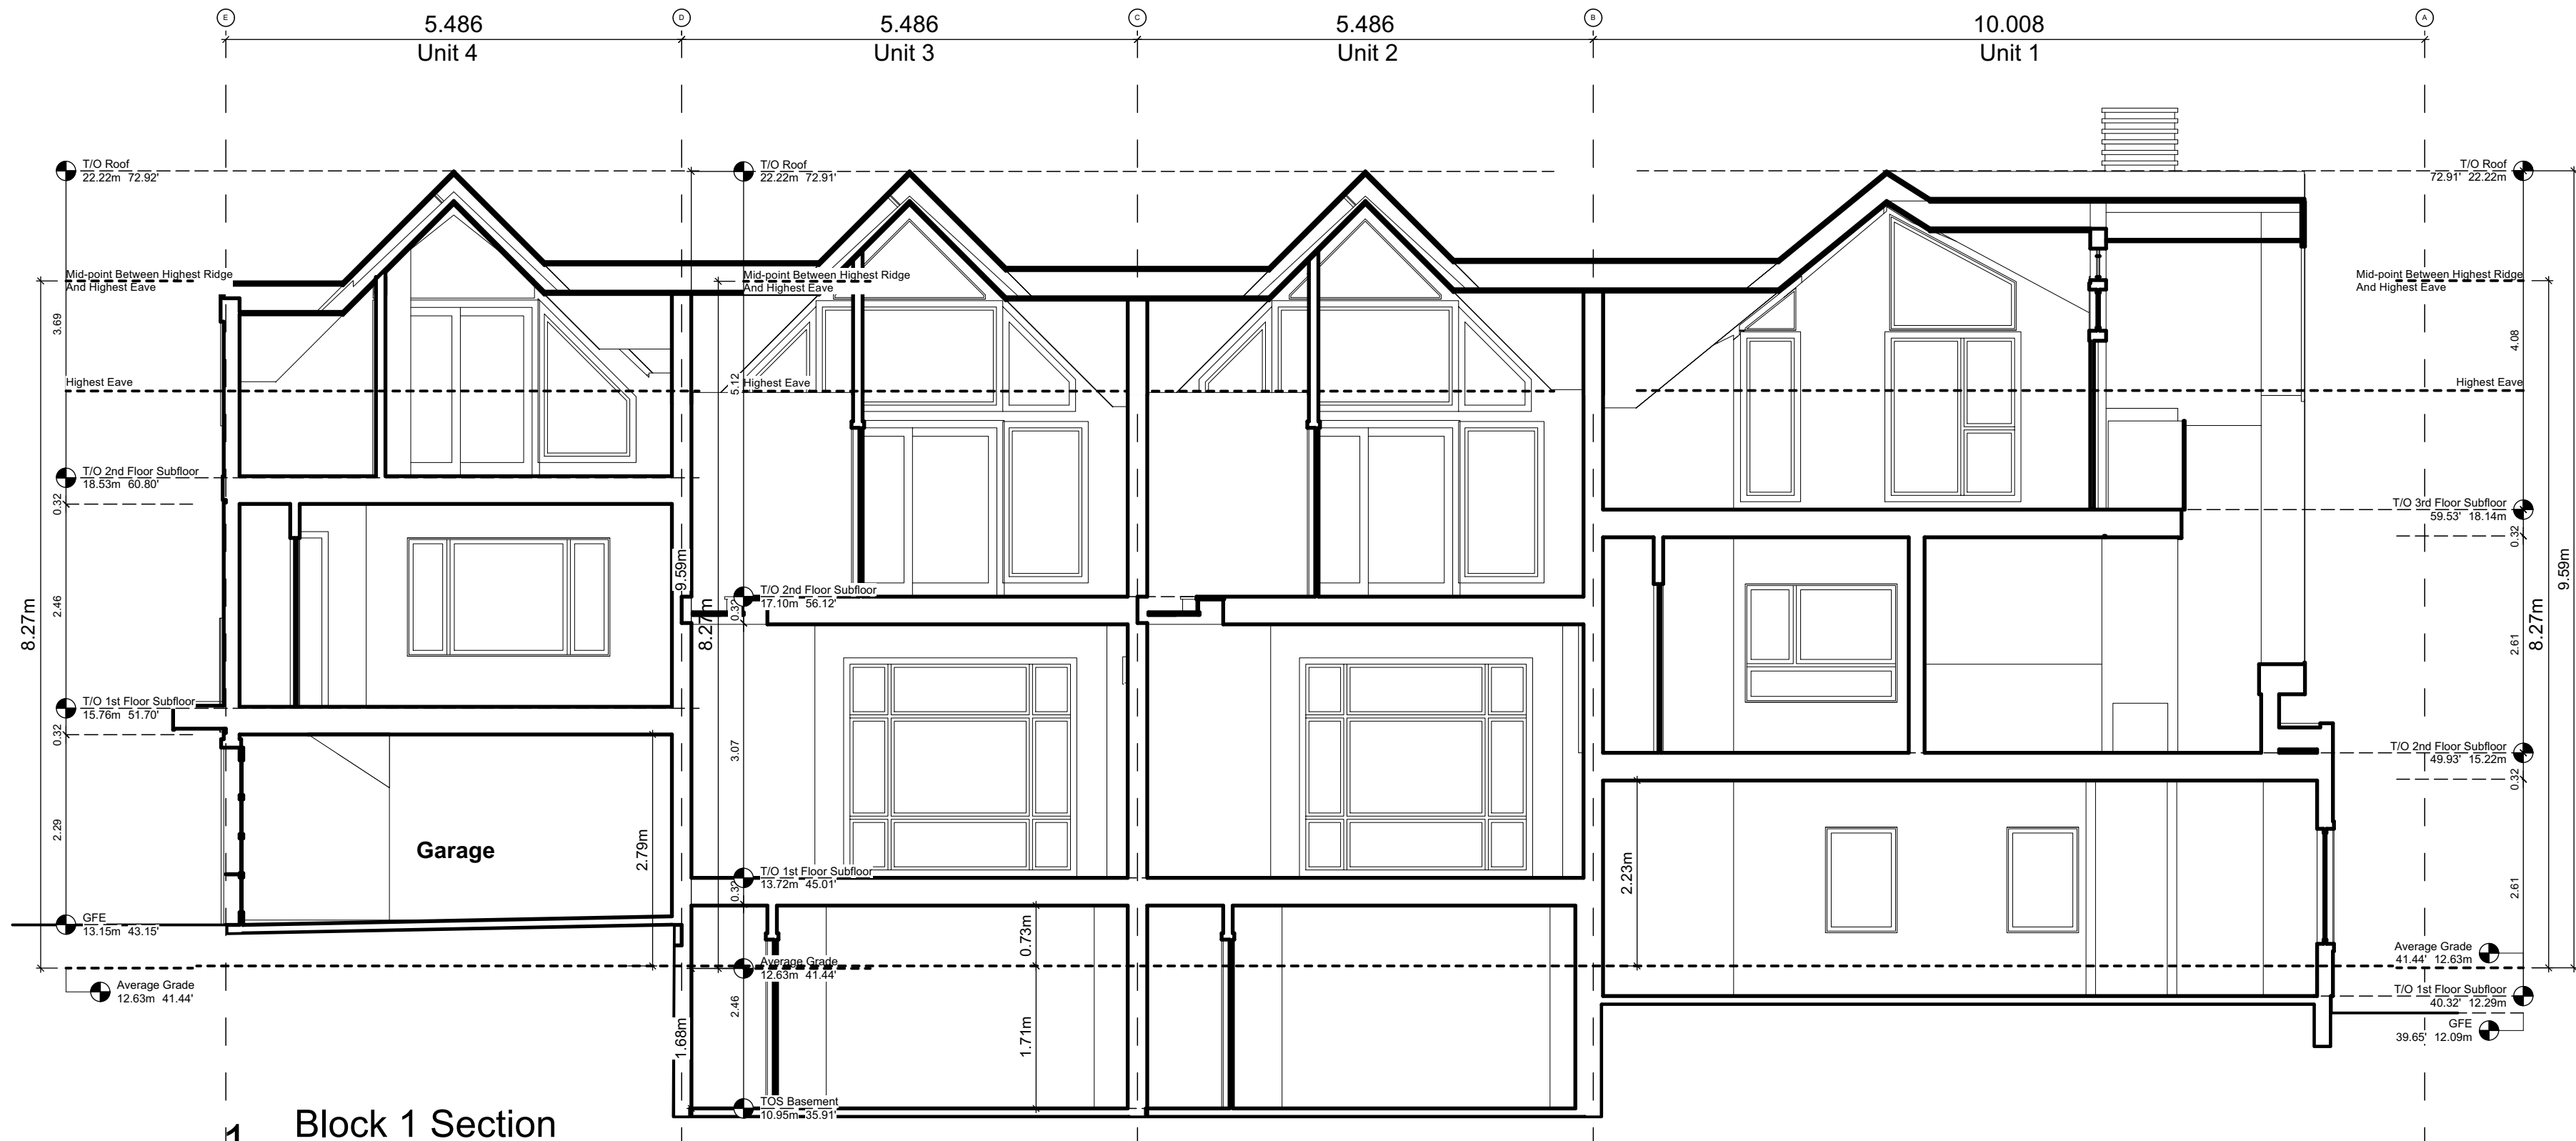 E
D
C
B
A
5.486
5.486
5.486
10.008
Unit 4
Unit 3
Unit 2
Unit 1
T/O Roof
22.22m 72.92'
T/O Roof
22.22m 72.91'
T/O Roof
72.91' 22.22m
Mid-point Between Highest Ridge
And Highest Eave
Mid-point Between Highest Ridge
And Highest Eave
Mid-point Between Highest Ridge
And Highest Eave
3.69
5.12
4.08
Highest Eave
Highest Eave
Highest Eave
T/O 2nd Floor Subfloor
18.53m 60.80'
0.32
T/O 3rd Floor Subfloor
59.53' 18.14m
0.32
9.59m
9.59m
T/O 2nd Floor Subfloor
17.10m 56.12'
0.32
2.46
8.27m
8.27m
8.27m
2.61
T/O 1st Floor Subfloor
15.76m 51.70'
0.32
3.07
T/O 2nd Floor Subfloor
49.93' 15.22m
0.32
2.29
Garage
2.79m
2.23m
2.61
T/O 1st Floor Subfloor
13.72m 45.01'
0.32
GFE
13.15m 43.15'
0.73m
Average Grade
12.63m 41.44'
Average Grade
12.63m 41.44'
Average Grade
41.44' 12.63m
2.46
1.68m
1.71m
T/O 1st Floor Subfloor
40.32' 12.29m
GFE
39.65' 12.09m
TOS Basement
10.95m 35.91'
1
Block 1 Section